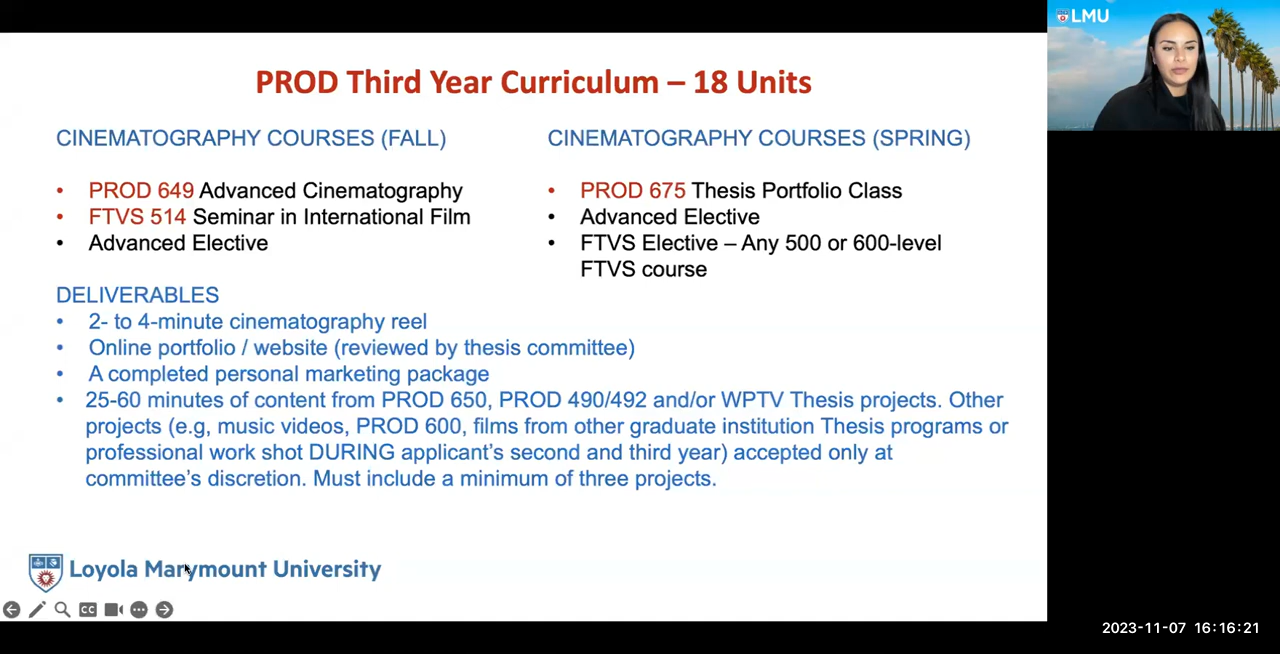 PROD Third Year Curriculum – 18 Units
CINEMATOGRAPHY COURSES (FALL)
• PROD 649 Advanced Cinematography
• FTVS 514 Seminar in International Film
• Advanced Elective
CINEMATOGRAPHY COURSES (SPRING)
• PROD 675 Thesis Portfolio Class
• Advanced Elective
• FTVS Elective – Any 500 or 600-level
FTVS course
DELIVERABLES
• 2- to 4-minute cinematography reel
• Online portfolio / website (reviewed by thesis committee)
• A completed personal marketing package
• 25-60 minutes of content from PROD 650, PROD 490/492 and/or WPTV Thesis projects. Other
projects (e.g, music videos, PROD 600, films from other graduate institution Thesis programs or
professional work shot DURING applicant's second and third year) accepted only at
committee's discretion. Must include a minimum of three projects.
Loyola Marymount University
CC
LMU
2023-11-07 16:16:21